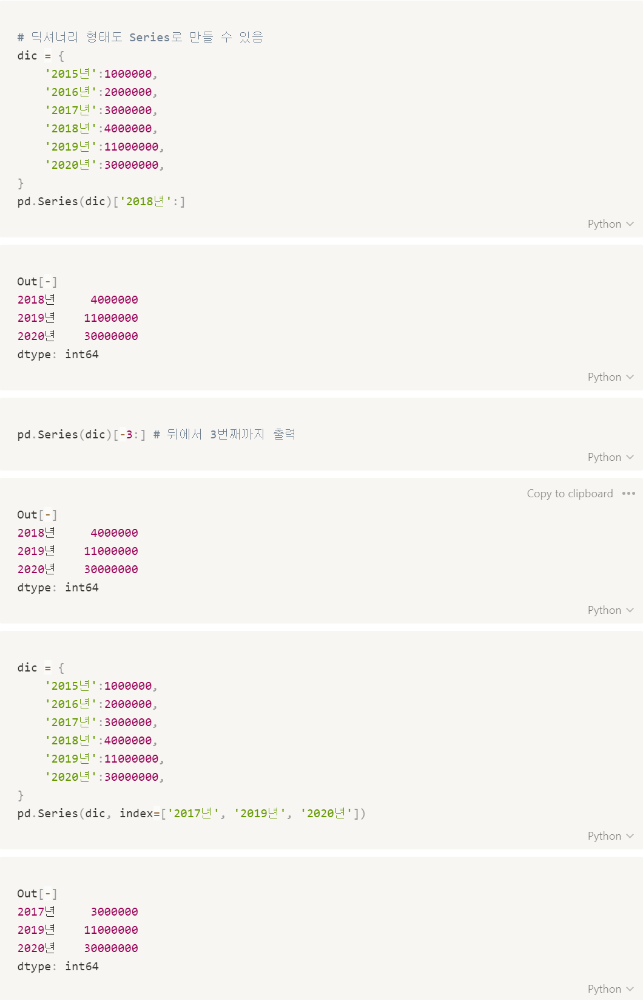 # 딕셔너리 형태도 Series로 만들 수 있음
dic = {
    '2015년':1000000,
    '2016년':2000000,
    '2017년':3000000,
    '2018년':4000000,
    '2019년':11000000,
    '2020년':30000000,
}
pd.Series(dic)['2018년':]
Python
Out[-]
2018년     4000000
2019년    11000000
2020년    30000000
dtype: int64
Python
pd.Series(dic)[-3:] # 뒤에서 3번째까지 출력
Python
Copy to clipboard •••
Out[-]
2018년     4000000
2019년    11000000
2020년    30000000
dtype: int64
Python
dic = {
    '2015년':1000000,
    '2016년':2000000,
    '2017년':3000000,
    '2018년':4000000,
    '2019년':11000000,
    '2020년':30000000,
}
pd.Series(dic, index=['2017년', '2019년', '2020년'])
Python
Out[-]
2017년     3000000
2019년    11000000
2020년    30000000
dtype: int64
Python